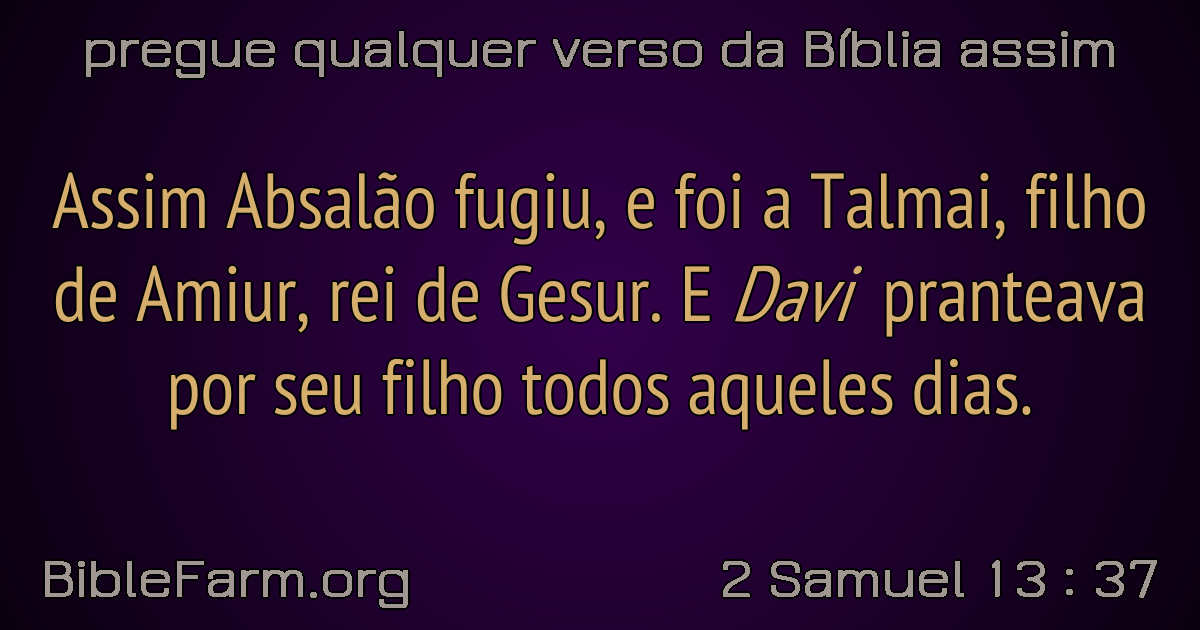 pregue qualquer verso da Bíblia assim
Assim Absalão fugiu, e foi a Talmai, filho
de Amiur, rei de Gesur. E Davi pranteava
por seu filho todos aqueles dias.
BibleFarm.org
2 Samuel 13 : 37